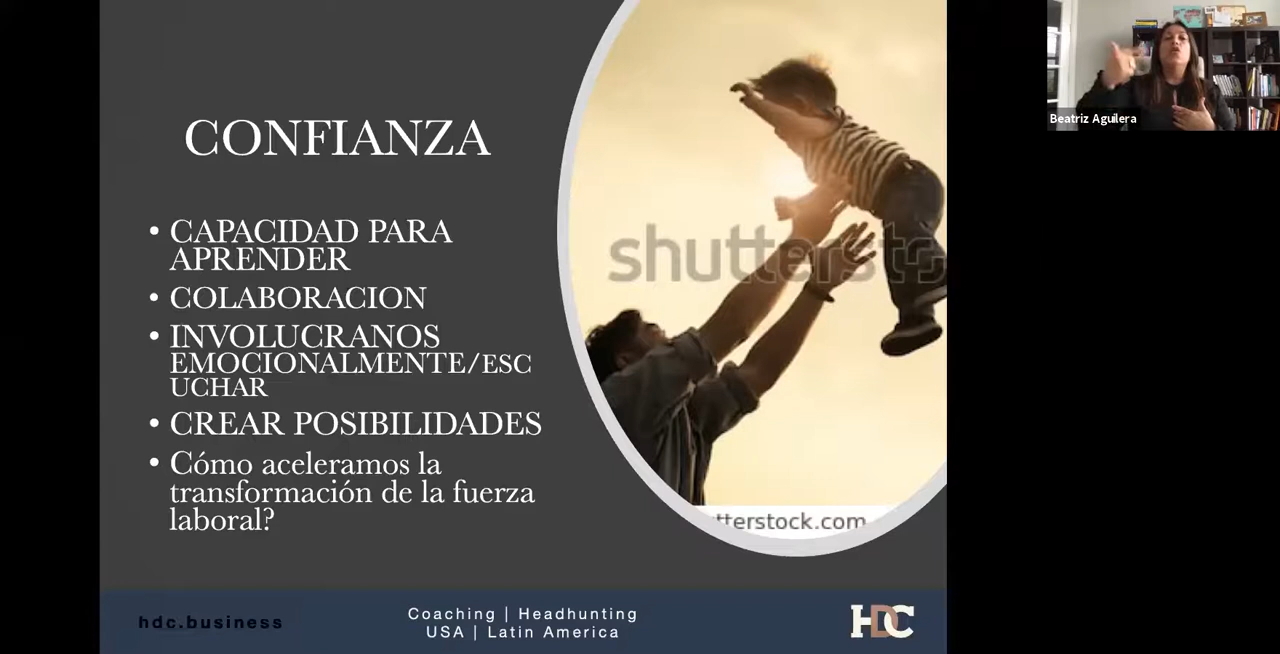 CONFIANZA
• CAPACIDAD PARA
APRENDER
• COLABORACION
• INVOLUCRANOS
EMOCIONALMENTE/ESC
UCHAR
• CREAR POSIBILIDADES
• Cómo aceleramos la
transformación de la fuerza
laboral?
shuttersto
tterstock.com
hdc.business
Coaching | Headhunting
USA | Latin America
HDC
Beatriz Aguilera